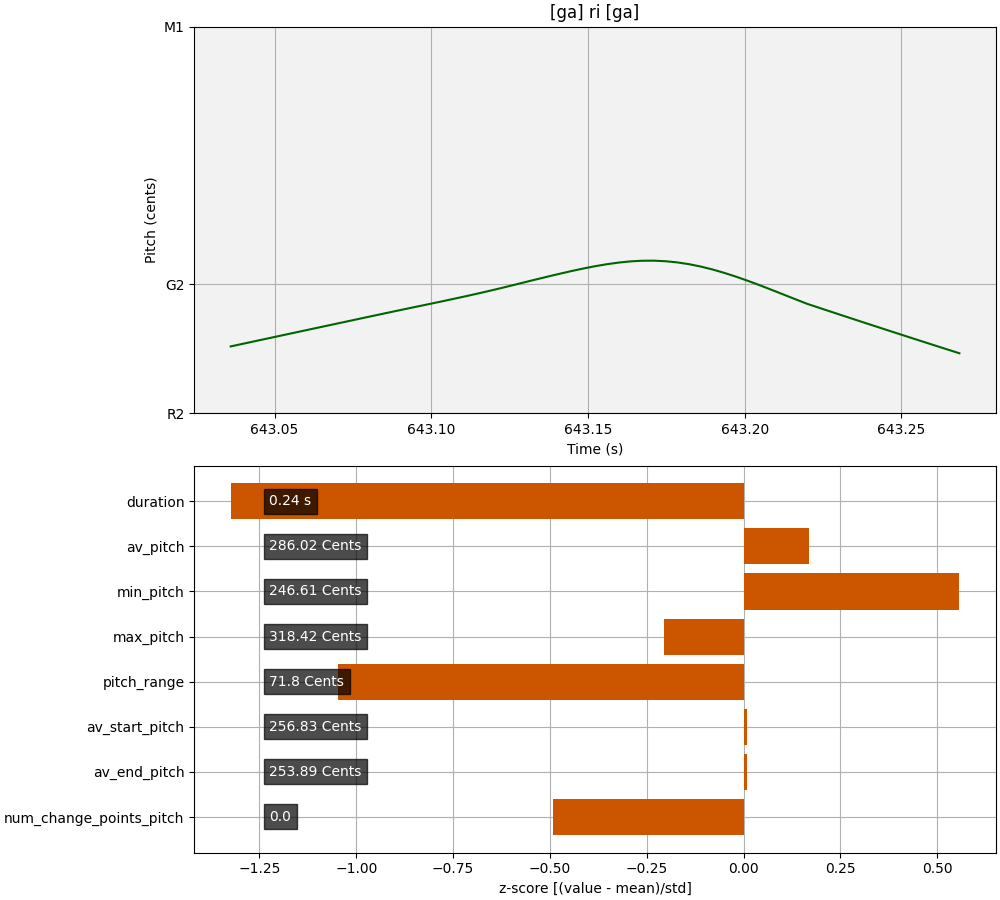 [ga] ri [ga]
M1
G2
R2
Pitch (cents)
643.05 643.10 643.15 643.20 643.25
Time (s)
duration 0.24 s
av_pitch 286.02 Cents
min_pitch 246.61 Cents
max_pitch 318.42 Cents
pitch_range 71.8 Cents
av_start_pitch 256.83 Cents
av_end_pitch 253.89 Cents
num_change_points_pitch 0.0
−1.25 −1.00 −0.75 −0.50 −0.25 0.00 0.25 0.50
z-score [(value - mean)/std]